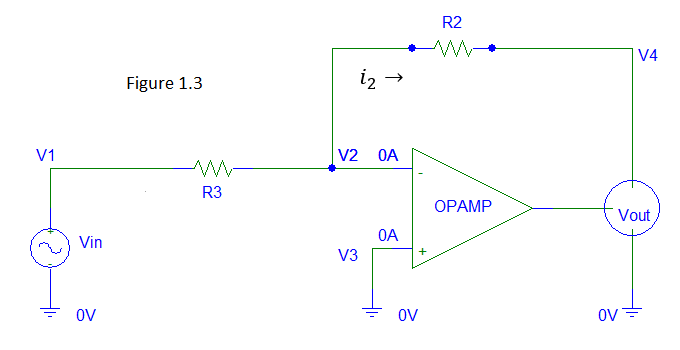 R2
V4
i₂ →
Figure 1.3
V1
V2 0A
R3
-
OPAMP
Vout
+
Vin
-
0A
V3
+
0V
0V
0V